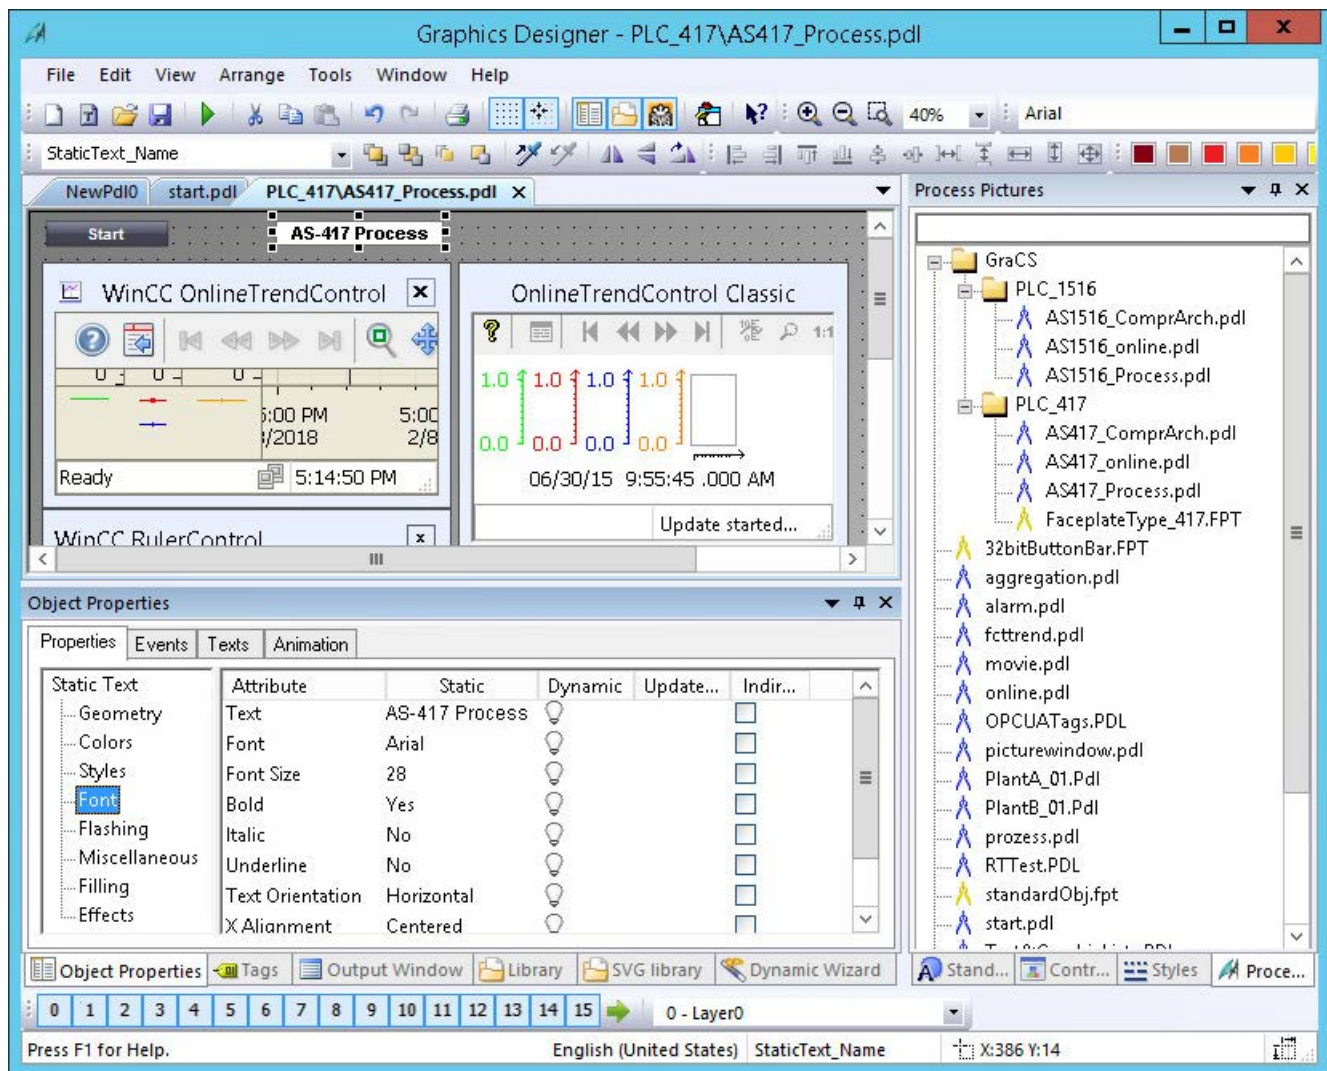 Graphics Designer - PLC_417\AS417_Process.pdl
File Edit View Arrange Tools Window Help
40% Arial
StaticText_Name
NewPdl0 start.pdl PLC_417\AS417_Process.pdl
Start AS-417 Process
WinCC OnlineTrendControl
5:00 PM 5:00
2/8
Ready 5:14:50 PM
WinCC RulerControl
OnlineTrendControl Classic
1:1
1.0 1.0 1.0 1.0
0.0 0.0 0.0 0.0
06/30/15 9:55:45 .000 AM
Update started...
Process Pictures
GraCS
PLC_1516
AS1516_ComprArch.pdl
AS1516_online.pdl
AS1516_Process.pdl
PLC_417
AS417_ComprArch.pdl
AS417_online.pdl
AS417_Process.pdl
FaceplateType_417.FPT
32bitButtonBar.FPT
aggregation.pdl
alarm.pdl
fcttrend.pdl
movie.pdl
online.pdl
OPCUATags.PDL
picturewindow.pdl
PlantA_01.Pdl
PlantB_01.Pdl
prozess.pdl
RTTest.PDL
standardObj.fpt
start.pdl
Stand... Contr... Styles Proce...
Object Properties
Properties Events Texts Animation
Static Text
Geometry
Colors
Styles
Font
Flashing
Miscellaneous
Filling
Effects
Attribute Static Dynamic Update... Indir...
Text AS-417 Process
Font Arial
Font Size 28
Bold Yes
Italic No
Underline No
Text Orientation Horizontal
X Alignment Centered
Object Properties Tags Output Window Library SVG library Dynamic Wizard
0 1 2 3 4 5 6 7 8 9 10 11 12 13 14 15 0 - Layer0
Press F1 for Help. English (United States) StaticText_Name X:386 Y:14